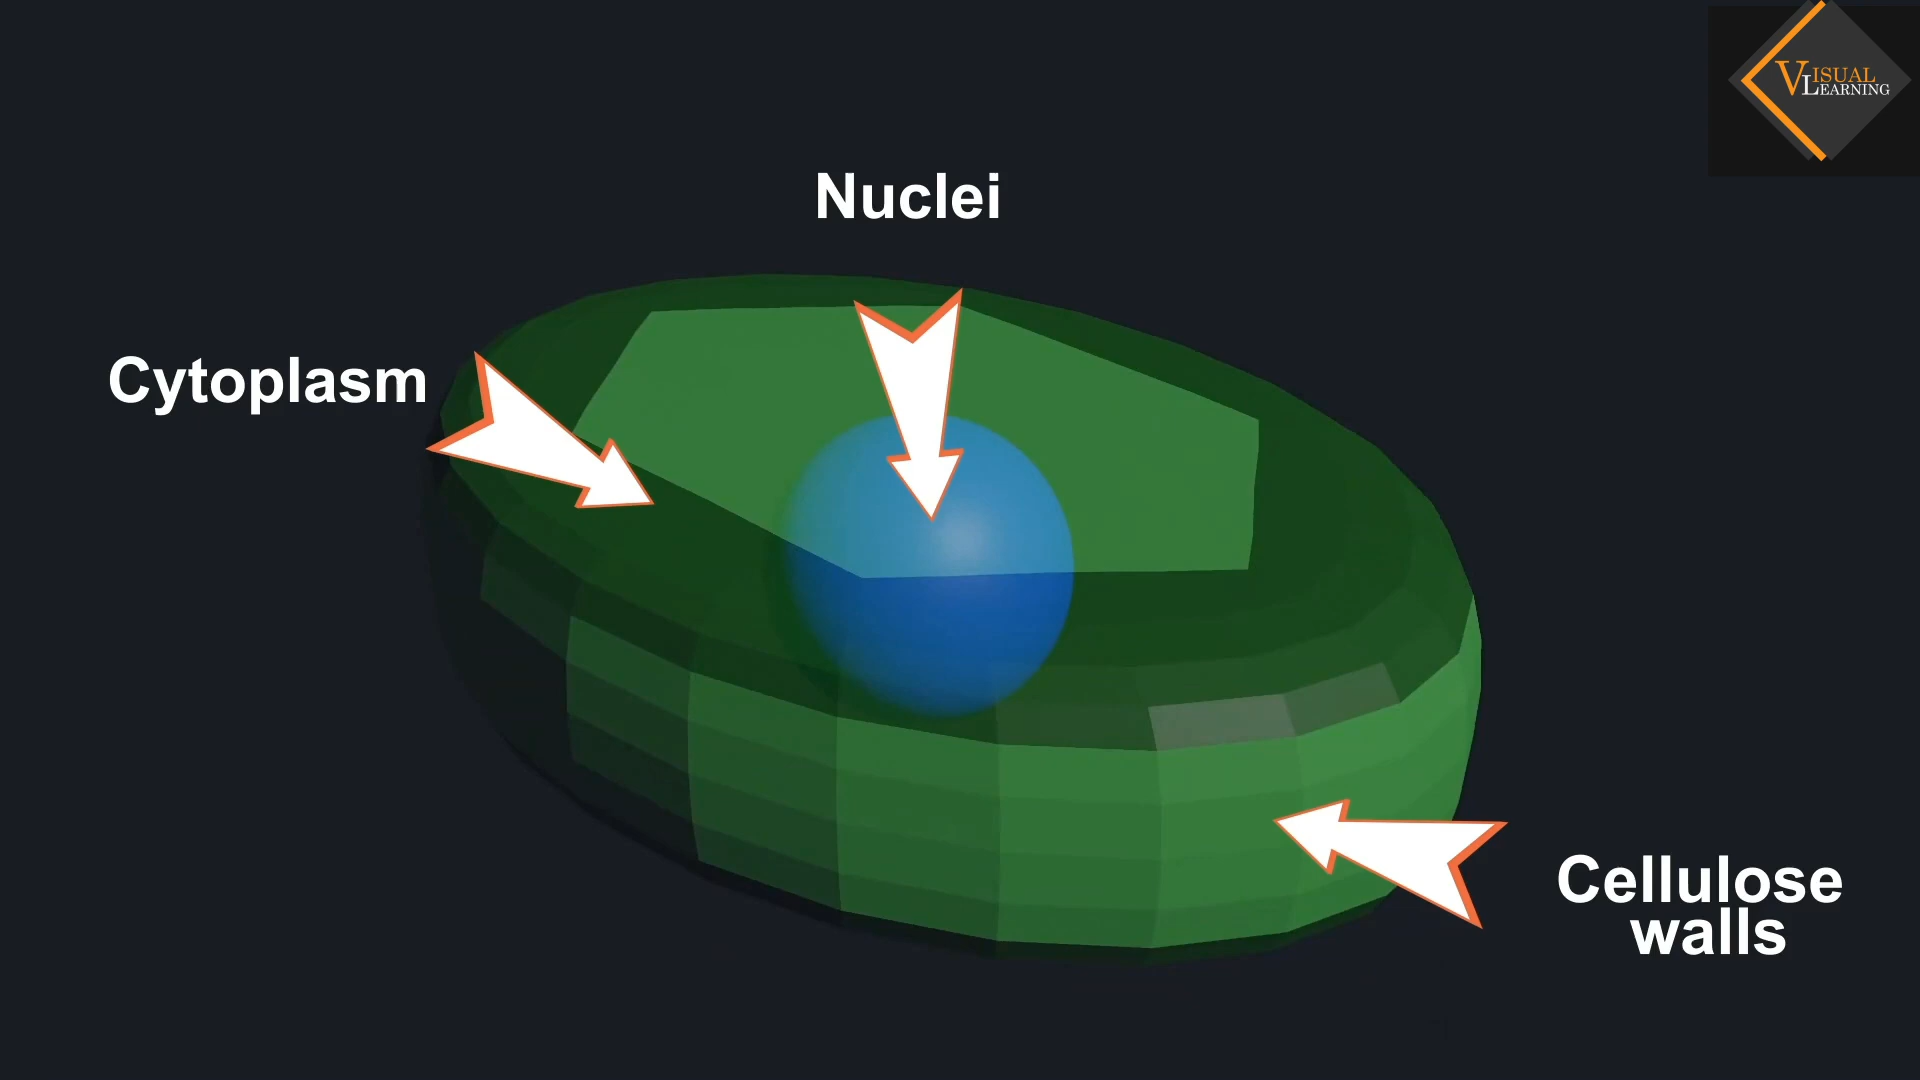 VISUAL
LEARNING
Nuclei
Cytoplasm
Cellulose
walls